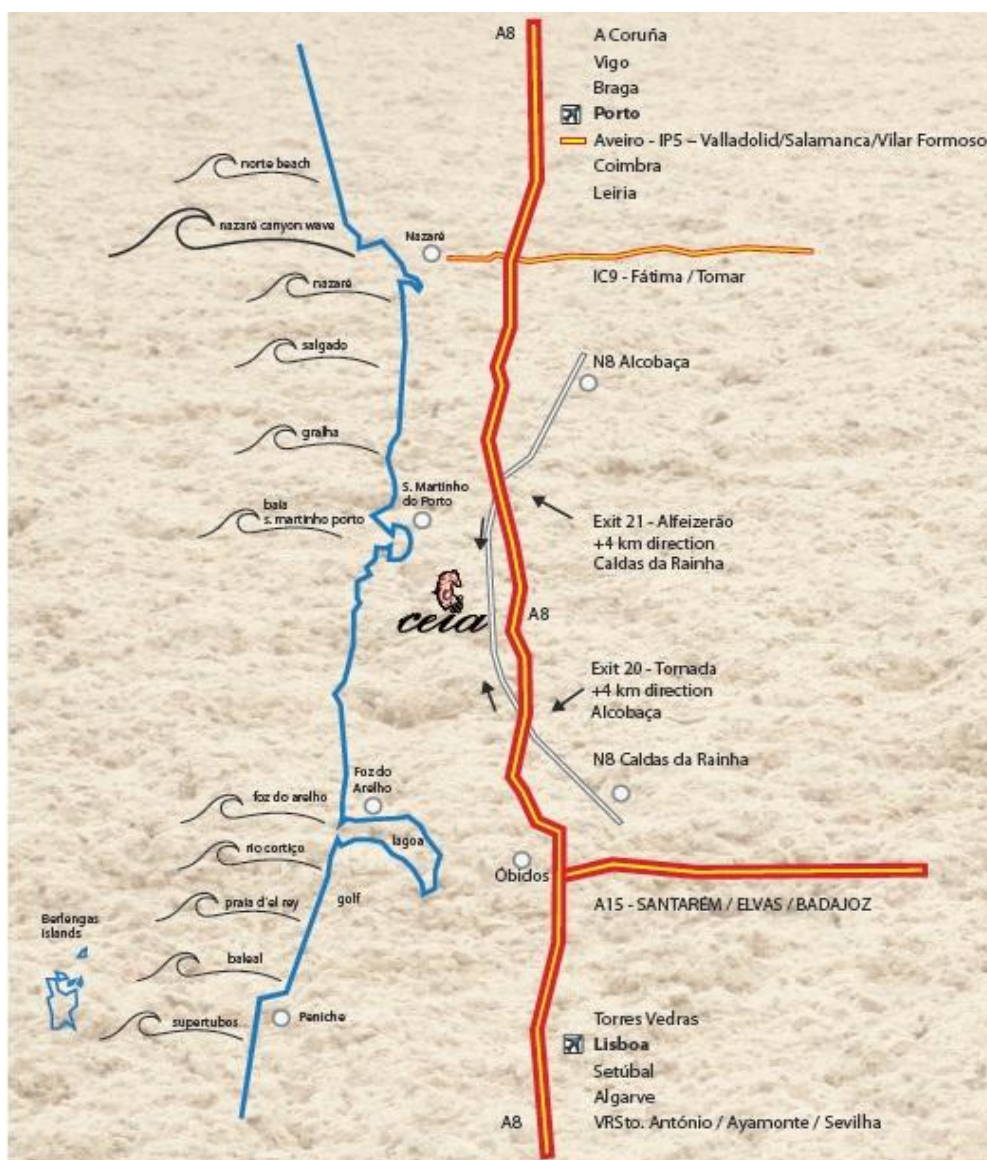 A8
A Coruña
Vigo
Braga
Porto
Aveiro - IP5 – Valladolid/Salamanca/Vilar Formoso
Coimbra
Leiria
norte beach
nazaré canyon wave
Nazaré
IC9 - Fátima / Tomar
nazaré
salgado
N8 Alcobaça
gralha
S. Martinho
do Porto
baía
s. martinho porto
Exit 21 - Alfeizerão
+4 km direction
Caldas da Rainha
ceia
A8
Exit 20 - Tornada
+4 km direction
Alcobaça
N8 Caldas da Rainha
Foz do
Arelho
foz do arelho
lagoa
rio cortiço
Óbidos
golf
praia d'el rey
A15 - SANTARÉM / ELVAS / BADAJOZ
Berlengas
Islands
baleal
supertubos
Peniche
Torres Vedras
Lisboa
Setúbal
Algarve
A8
VRSto. António / Ayamonte / Sevilha